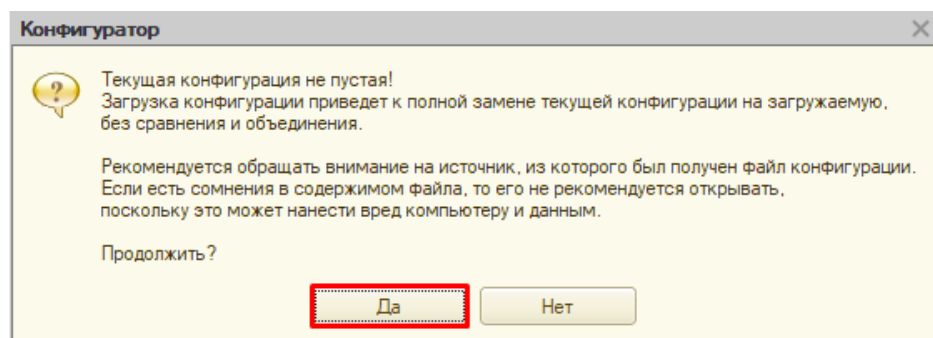 Конфигуратор
Текущая конфигурация не пустая!
Загрузка конфигурации приведет к полной замене текущей конфигурации на загружаемую,
без сравнения и объединения.
Рекомендуется обращать внимание на источник, из которого был получен файл конфигурации.
Если есть сомнения в содержимом файла, то его не рекомендуется открывать,
поскольку это может нанести вред компьютеру и данным.
Продолжить?
Да Нет